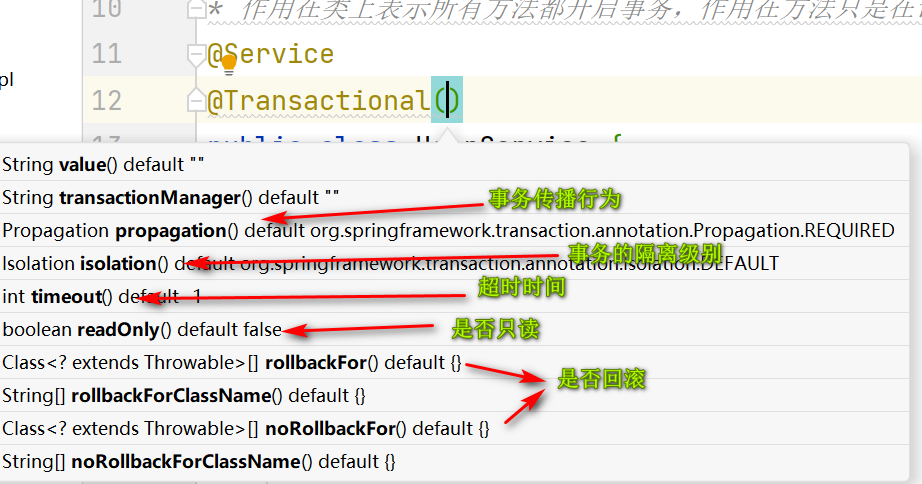 10 * 作用在类上表示所有方法都开启事务,作用在方法只是在
11 @Service
pl
12 @Transactional()
String value() default ""
String transactionManager() default ""
事务传播行为
Propagation propagation() default org.springframework.transaction.annotation.Propagation.REQUIRED
事务的隔离级别
Isolation isolation() default org.springframework.transaction.annotation.Isolation.DEFAULT
超时时间
int timeout() default -1
boolean readOnly() default false
是否只读
Class<? extends Throwable>[] rollbackFor() default {}
是否回滚
String[] rollbackForClassName() default {}
Class<? extends Throwable>[] noRollbackFor() default {}
String[] noRollbackForClassName() default {}